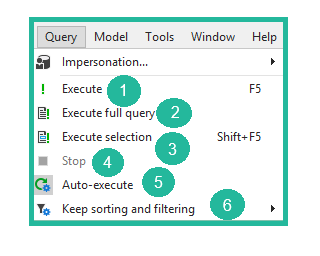 Query Model Tools Window Help
Impersonation...
Execute 1 F5
Execute full query 2
Execute selection 3 Shift+F5
Stop 4
Auto-execute 5
Keep sorting and filtering 6